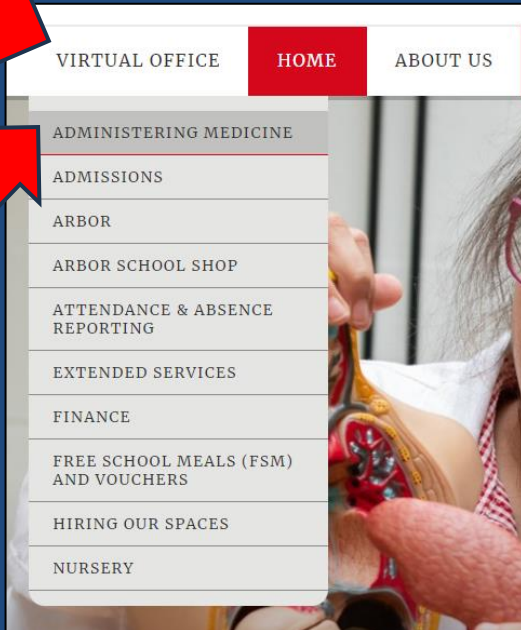 VIRTUAL OFFICE HOME ABOUT US
ADMINISTERING MEDICINE
ADMISSIONS
ARBOR
ARBOR SCHOOL SHOP
ATTENDANCE & ABSENCE
REPORTING
EXTENDED SERVICES
FINANCE
FREE SCHOOL MEALS (FSM)
AND VOUCHERS
HIRING OUR SPACES
NURSERY